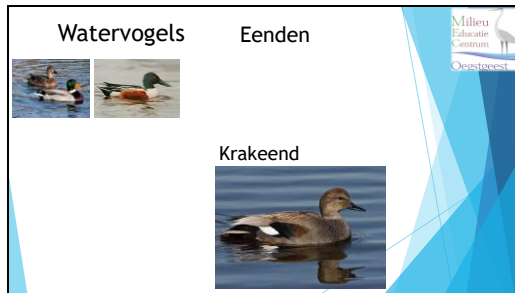 Watervogels
Eenden
Milieu
Educatie
Centrum
Oegstgeest
Krakeend